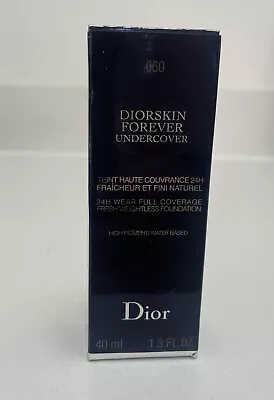 060
DIORSKIN
FOREVER
UNDERCOVER
TEINT HAUTE COUVRANCE 24H
FRAÎCHEUR ET FINI NATUREL
24H WEAR FULL COVERAGE
FRESH WEIGHTLESS FOUNDATION
HIGH PIGMENT/WATER BASED
Dior
40 ml 1.3 FL.OZ